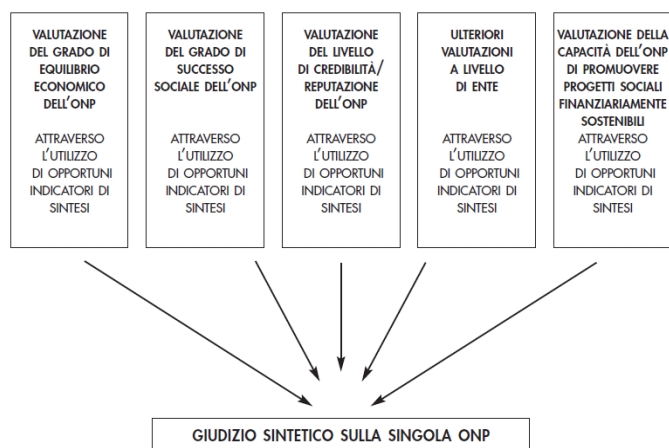 VALUTAZIONE
DEL GRADO DI
EQUILIBRIO
ECONOMICO
DELL'ONP
ATTRAVERSO
L'UTILIZZO
DI OPPORTUNI
INDICATORI DI
SINTESI
VALUTAZIONE
DEL GRADO DI
SUCCESSO
SOCIALE DELL'ONP
ATTRAVERSO
L'UTILIZZO
DI OPPORTUNI
INDICATORI DI
SINTESI
VALUTAZIONE
DEL LIVELLO
DI CREDIBILITÀ/
REPUTAZIONE
DELL'ONP
ATTRAVERSO
L'UTILIZZO
DI OPPORTUNI
INDICATORI DI
SINTESI
ULTERIORI
VALUTAZIONI
A LIVELLO
DI ENTE
ATTRAVERSO
L'UTILIZZO
DI OPPORTUNI
INDICATORI DI
SINTESI
VALUTAZIONE DELLA
CAPACITÀ DELL'ONP
DI PROMUOVERE
PROGETTI SOCIALI
FINANZIARIAMENTE
SOSTENIBILI
ATTRAVERSO
L'UTILIZZO
DI OPPORTUNI
INDICATORI DI
SINTESI
GIUDIZIO SINTETICO SULLA SINGOLA ONP